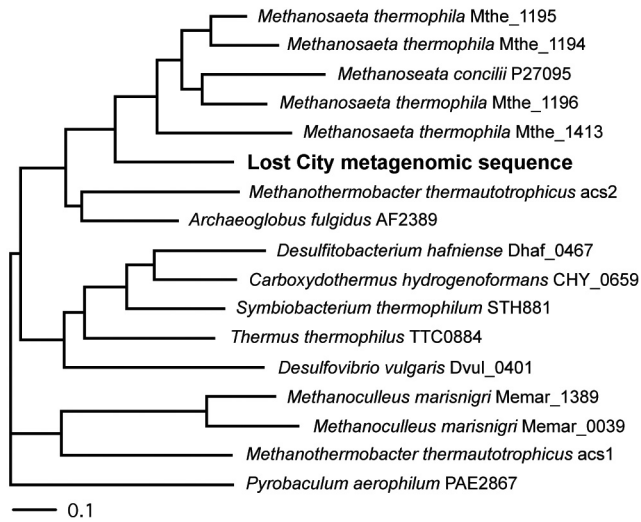 Methanosaeta thermophila Mthe_1195
Methanosaeta thermophila Mthe_1194
Methanoseata concilii P27095
Methanosaeta thermophila Mthe_1196
Methanosaeta thermophila Mthe_1413
Lost City metagenomic sequence
Methanothermobacter thermautotrophicus acs2
Archaeoglobus fulgidus AF2389
Desulfitobacterium hafniense Dhaf_0467
Carboxydothermus hydrogenoformans CHY_0659
Symbiobacterium thermophilum STH881
Thermus thermophilus TTC0884
Desulfovibrio vulgaris Dvul_0401
Methanoculleus marisnigri Memar_1389
Methanoculleus marisnigri Memar_0039
Methanothermobacter thermautotrophicus acs1
Pyrobaculum aerophilum PAE2867
0.1